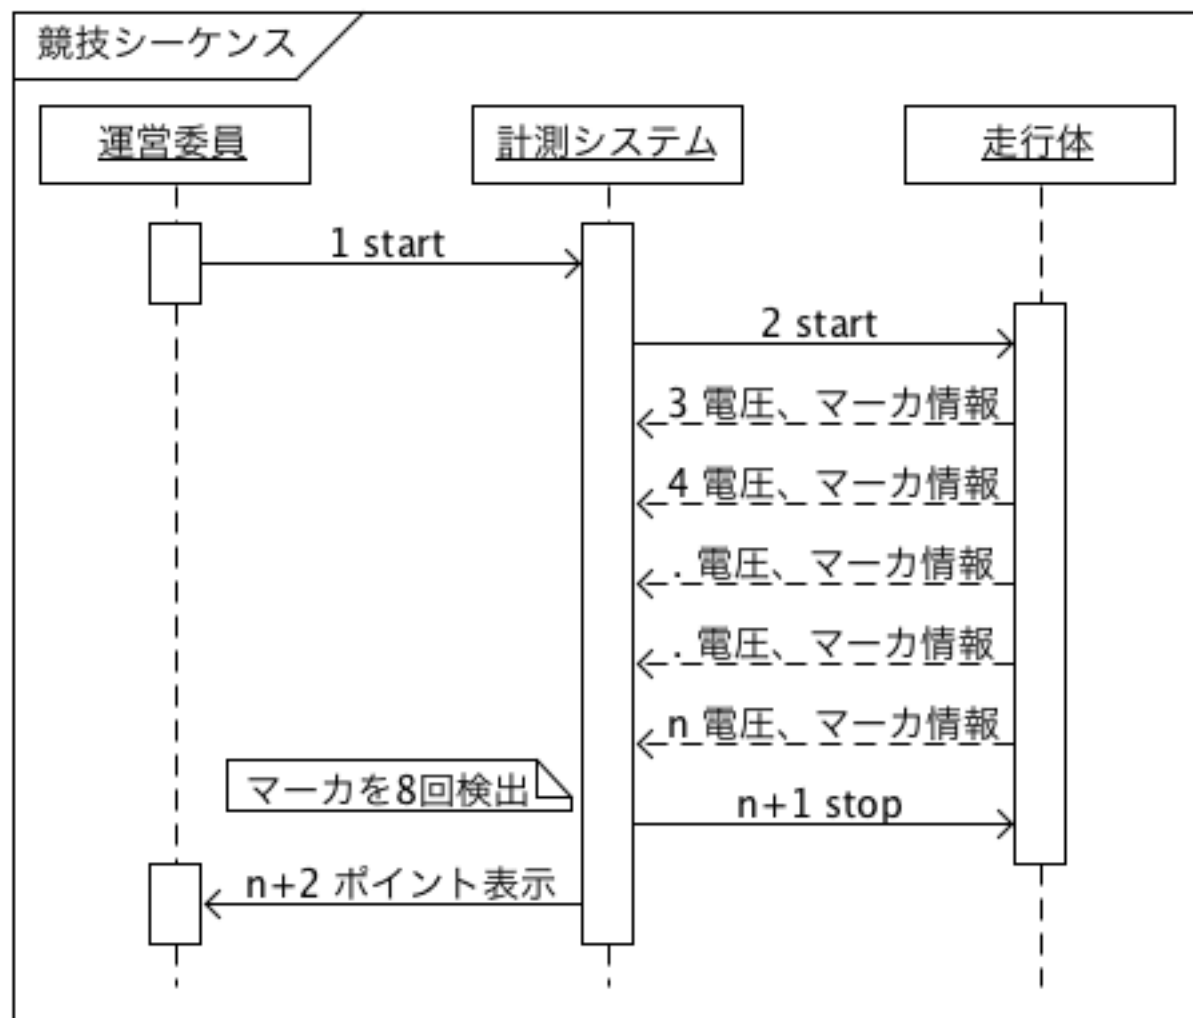 競技シーケンス
運営委員
計測システム
走行体
1 start
2 start
3 電圧、マーカ情報
4 電圧、マーカ情報
. 電圧、マーカ情報
. 電圧、マーカ情報
n 電圧、マーカ情報
マーカを8回検出
n+1 stop
n+2 ポイント表示